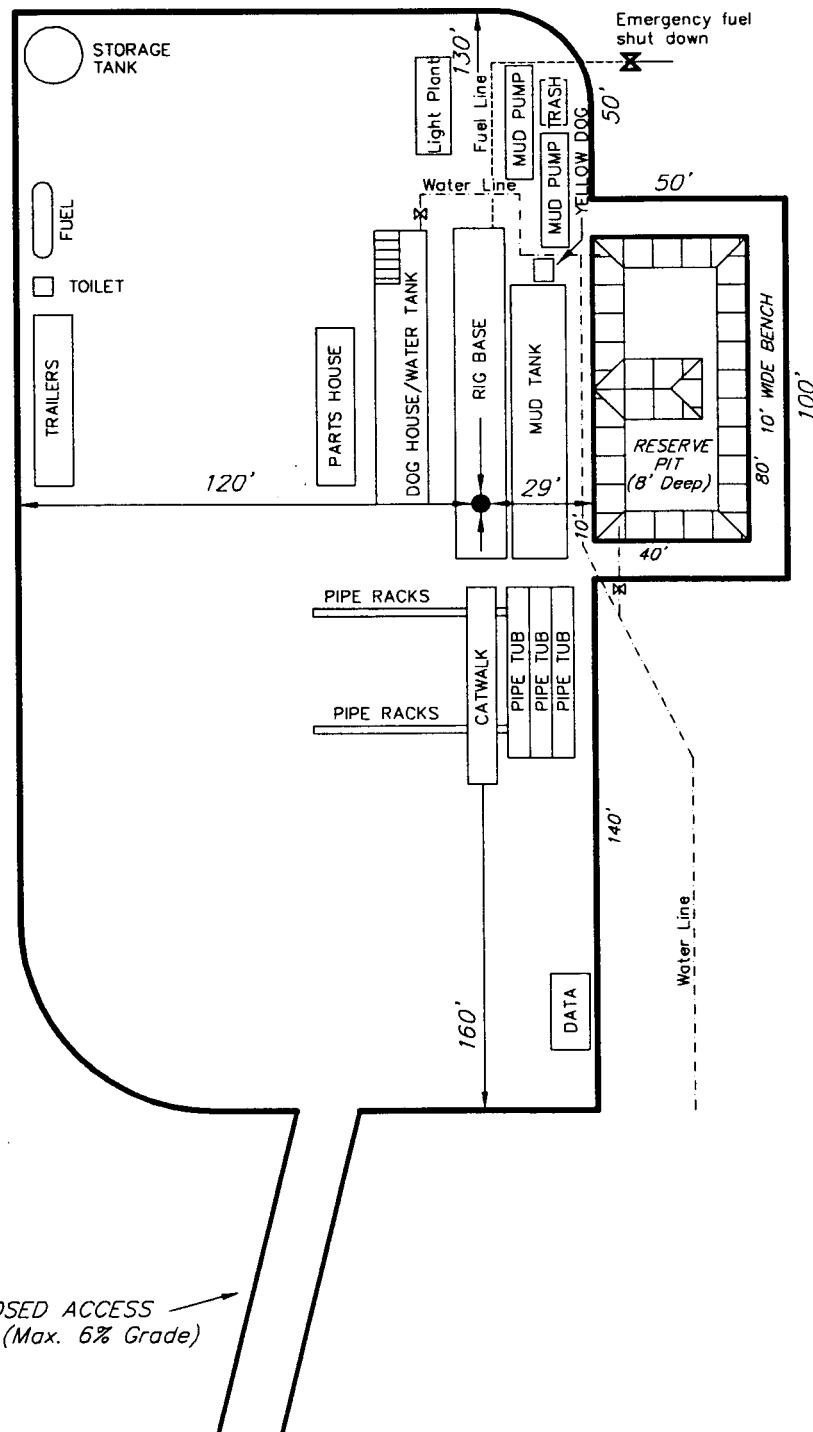 Emergency fuel
shut down
STORAGE
TANK
Light Plant
130'
Fuel Line
MUD PUMP
TRASH
50'
MUD PUMP
YELLOW DOG
Water Line
50'
FUEL
TOILET
TRAILERS
PARTS HOUSE
DOG HOUSE/WATER TANK
RIG BASE
MUD TANK
10' WIDE BENCH
100'
RESERVE
PIT
(8' Deep)
80'
120'
29'
10'
40'
PIPE RACKS
CATWALK
PIPE TUB
PIPE TUB
PIPE TUB
PIPE RACKS
140'
Water Line
160'
DATA
OSED ACCESS
(Max. 6% Grade)